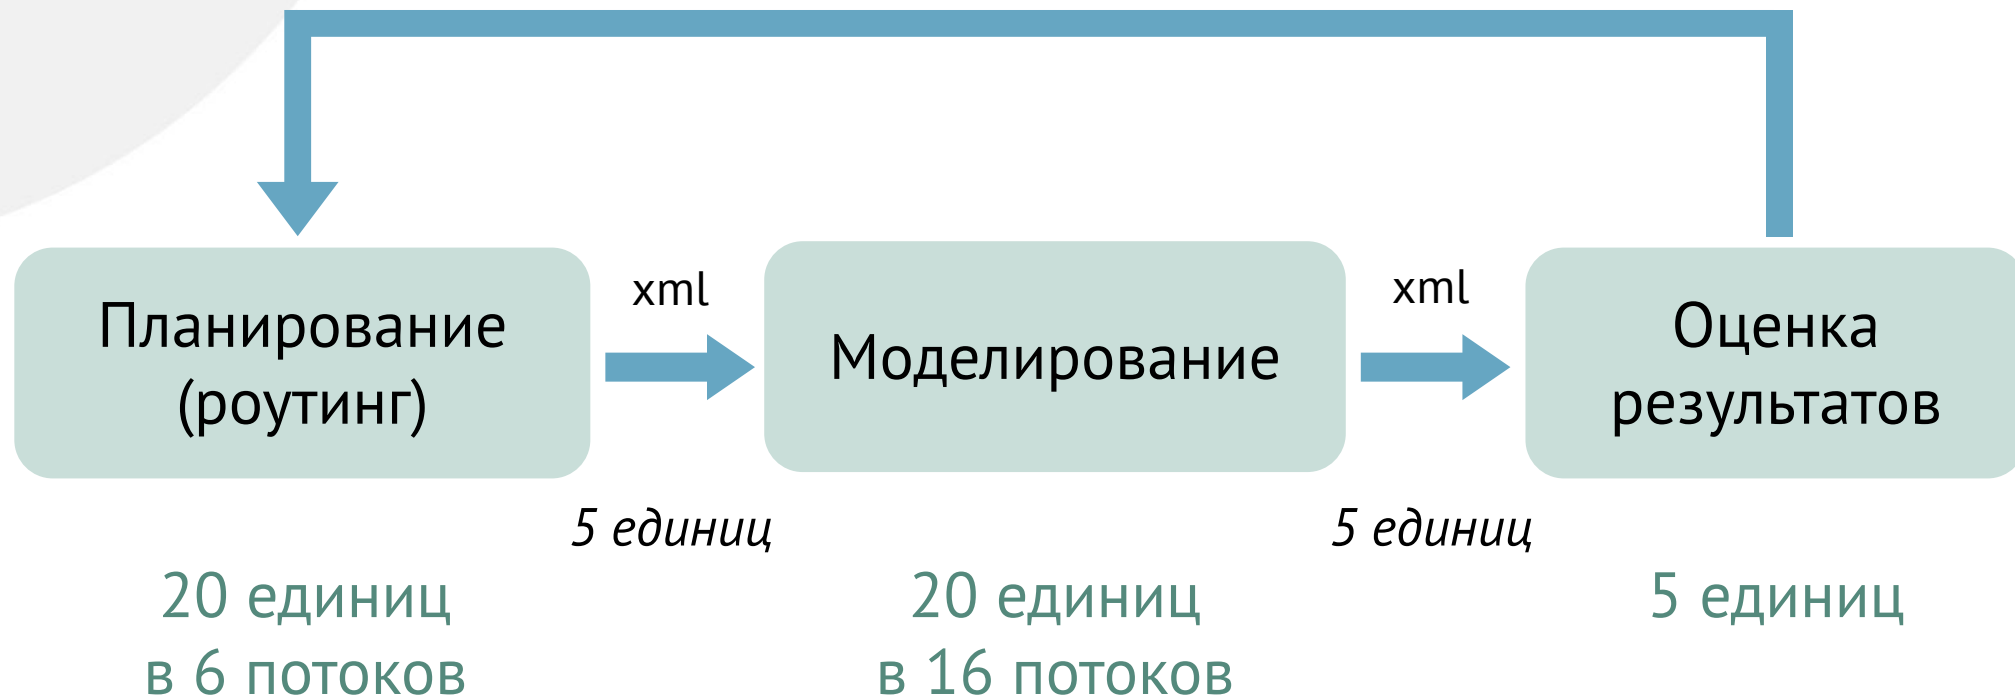 Планирование
(роутинг)
xml
Моделирование
xml
Оценка
результатов
5 единиц
5 единиц
20 единиц
в 6 потоков
20 единиц
в 16 потоков
5 единиц